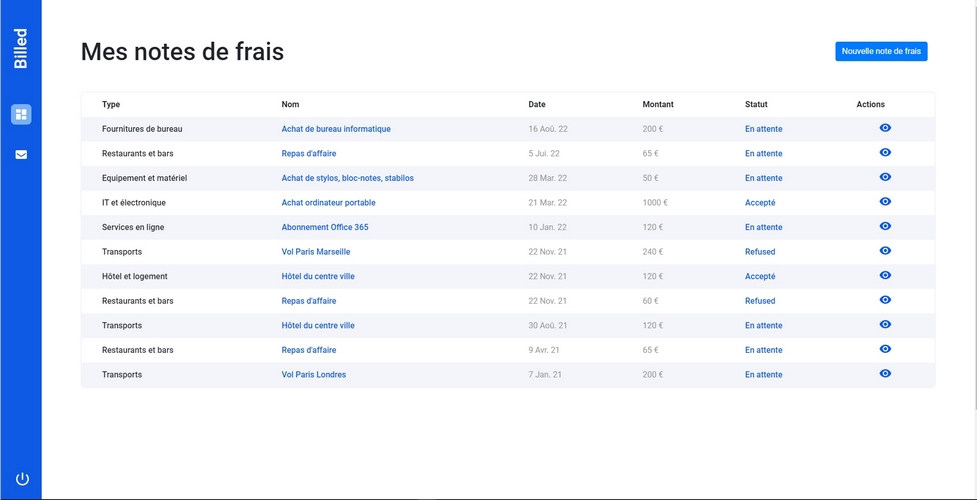 Billed
Mes notes de frais
Nouvelle note de frais
Type Nom Date Montant Statut Actions
Fournitures de bureau Achat de bureau informatique 16 Aoû. 22 200 € En attente
Restaurants et bars Repas d'affaire 5 Jui. 22 65 € En attente
Equipement et matériel Achat de stylos, bloc-notes, stabilos 28 Mar. 22 50 € En attente
IT et électronique Achat ordinateur portable 21 Mar. 22 1000 € Accepté
Services en ligne Abonnement Office 365 10 Jan. 22 120 € En attente
Transports Vol Paris Marseille 22 Nov. 21 240 € Refused
Hôtel et logement Hôtel du centre ville 22 Nov. 21 120 € Accepté
Restaurants et bars Repas d'affaire 22 Nov. 21 60 € Refused
Transports Hôtel du centre ville 30 Aoû. 21 120 € En attente
Restaurants et bars Repas d'affaire 9 Avr. 21 65 € En attente
Transports Vol Paris Londres 7 Jan. 21 200 € En attente